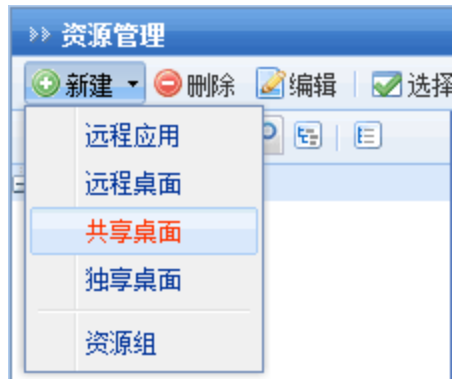 资源管理
新建 删除 编辑 选择
远程应用
远程桌面
共享桌面
独享桌面
资源组